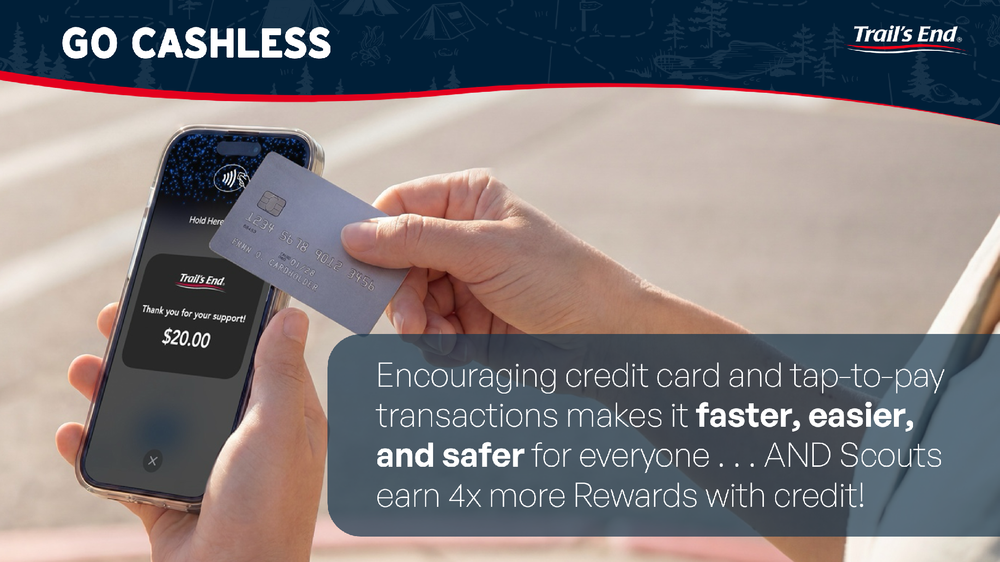 GO CASHLESS
Trail's End®
Hold Here
1234 5678 9012 3456
01/28
FRAN O. CARDHOLDER
Trail's End
Thank you for your support!
$20.00
Encouraging credit card and tap-to-pay
transactions makes it faster, easier,
and safer for everyone . . . AND Scouts
earn 4x more Rewards with credit!